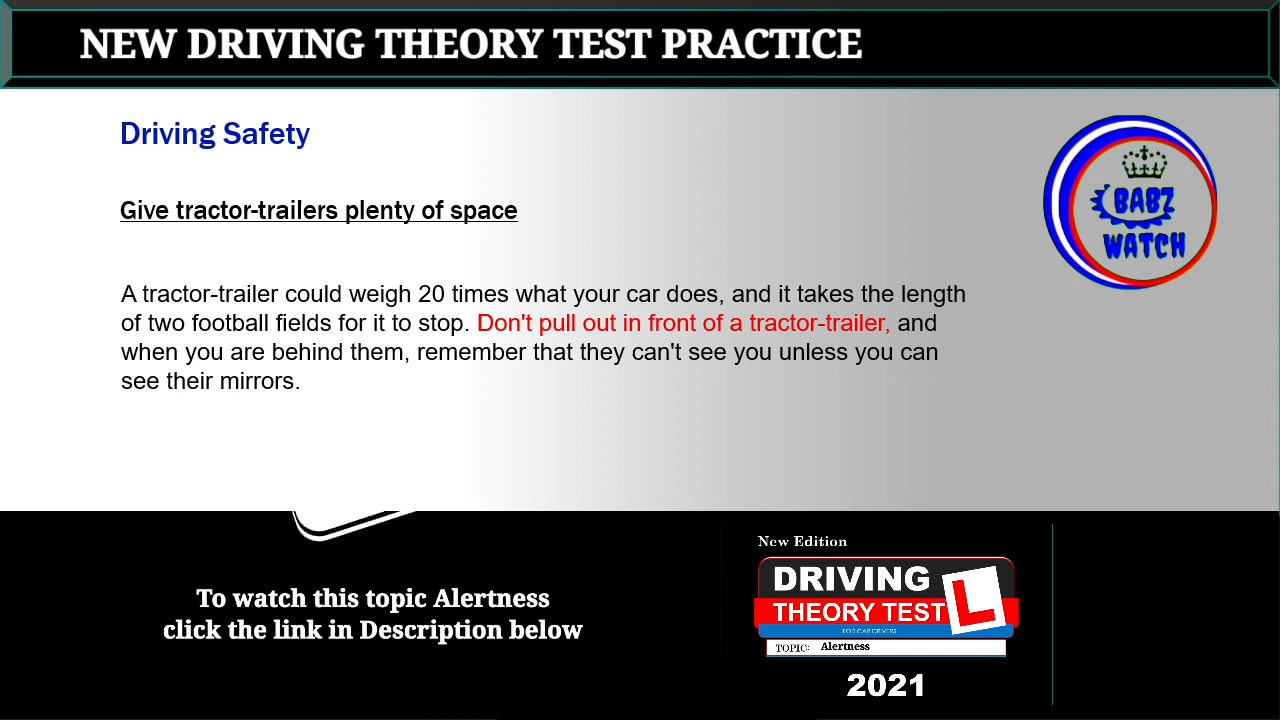 NEW DRIVING THEORY TEST PRACTICE
Driving Safety
Give tractor-trailers plenty of space
A tractor-trailer could weigh 20 times what your car does, and it takes the length
of two football fields for it to stop. Don't pull out in front of a tractor-trailer, and
when you are behind them, remember that they can't see you unless you can
see their mirrors.
BABZ
WATCH
To watch this topic Alertness
click the link in Description below
New Edition
DRIVING
THEORY TEST
L
FOR CAR DRIVERS
TOPIC: Alertness
2021